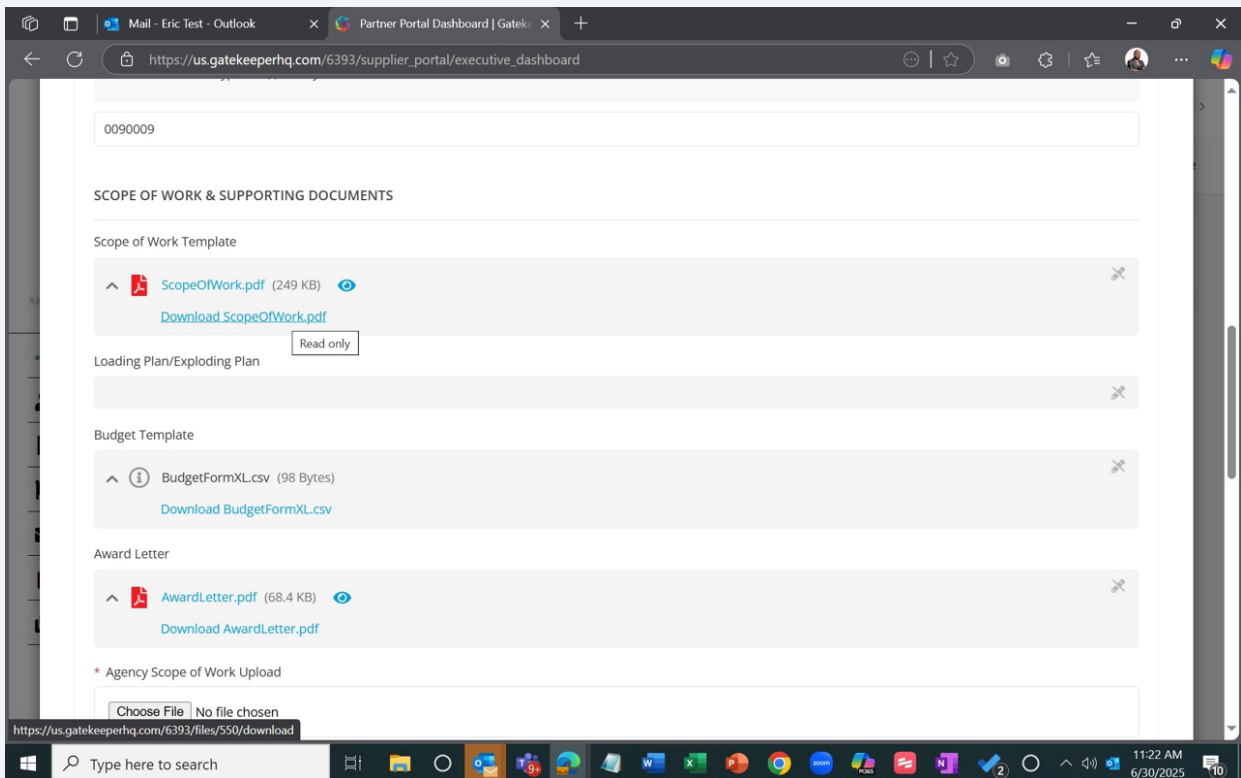 Mail - Eric Test - Outlook
Partner Portal Dashboard | Gatek
https://us.gatekeeperhq.com/6393/supplier_portal/executive_dashboard
0090009
SCOPE OF WORK & SUPPORTING DOCUMENTS
Scope of Work Template
ScopeOfWork.pdf (249 KB)
Download ScopeOfWork.pdf
Read only
Loading Plan/Exploding Plan
Budget Template
BudgetFormXL.csv (98 Bytes)
Download BudgetFormXL.csv
Award Letter
AwardLetter.pdf (68.4 KB)
Download AwardLetter.pdf
* Agency Scope of Work Upload
Choose File No file chosen
https://us.gatekeeperhq.com/6393/files/550/download
Type here to search
11:22 AM
6/30/2025